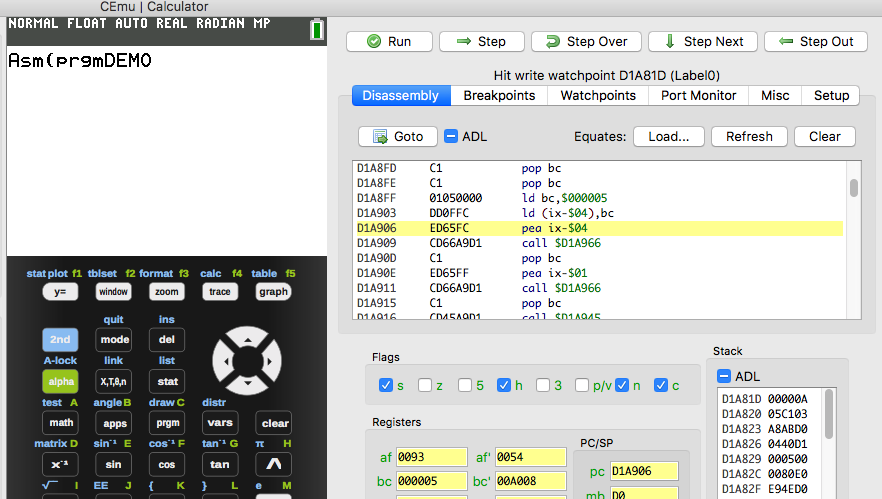 CEmu | Calculator
NORMAL FLOAT AUTO REAL RADIAN MP
Asm(prgmDEMO
Run Step Step Over Step Next Step Out
Hit write watchpoint D1A81D (Label0)
Disassembly Breakpoints Watchpoints Port Monitor Misc Setup
Goto ADL Equates: Load... Refresh Clear
D1A8FD C1 pop bc
D1A8FE C1 pop bc
D1A8FF 01050000 ld bc,$000005
D1A903 DD0FFC ld (ix-$04),bc
D1A906 ED65FC pea ix-$04
D1A909 CD66A9D1 call $D1A966
D1A90D C1 pop bc
D1A90E ED65FF pea ix-$01
D1A911 CD66A9D1 call $D1A966
D1A915 C1 pop bc
D1A916 CD45A9D1 call $D1A945
stat plot f1 tblset f2 format f3 calc f4 table f5
y= window zoom trace graph
quit ins
2nd mode del
A-lock link list
alpha X,T,θ,n stat
test A angle B draw C distr
math apps prgm vars clear
matrix D sin⁻¹ E cos⁻¹ F tan⁻¹ G π H
x⁻¹ sin cos tan ^
√ I EE J { K } L e M
Flags
s z 5 h 3 p/v n c
Registers
af 0093 af' 0054
bc 000005 bc' 00A008
PC/SP
pc D1A906
mb D0
Stack
ADL
D1A81D 00000A
D1A820 05C103
D1A823 A8ABD0
D1A826 0440D1
D1A829 000500
D1A82C 0080E0
D1A82F E94ED0